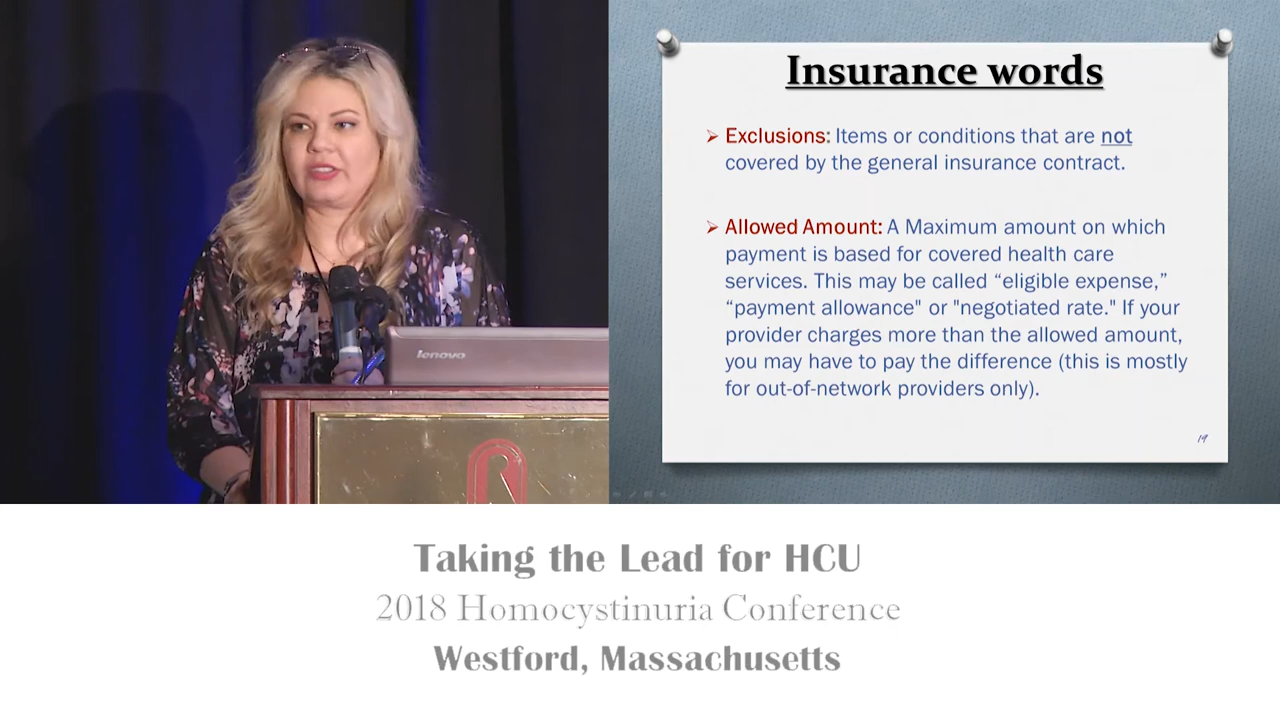 Insurance words
Exclusions: Items or conditions that are not
covered by the general insurance contract.
Allowed Amount: A Maximum amount on which
payment is based for covered health care
services. This may be called “eligible expense,”
“payment allowance" or "negotiated rate." If your
provider charges more than the allowed amount,
you may have to pay the difference (this is mostly
for out-of-network providers only).
19
lenovo
Taking the Lead for HCU
2018 Homocystinuria Conference
Westford, Massachusetts